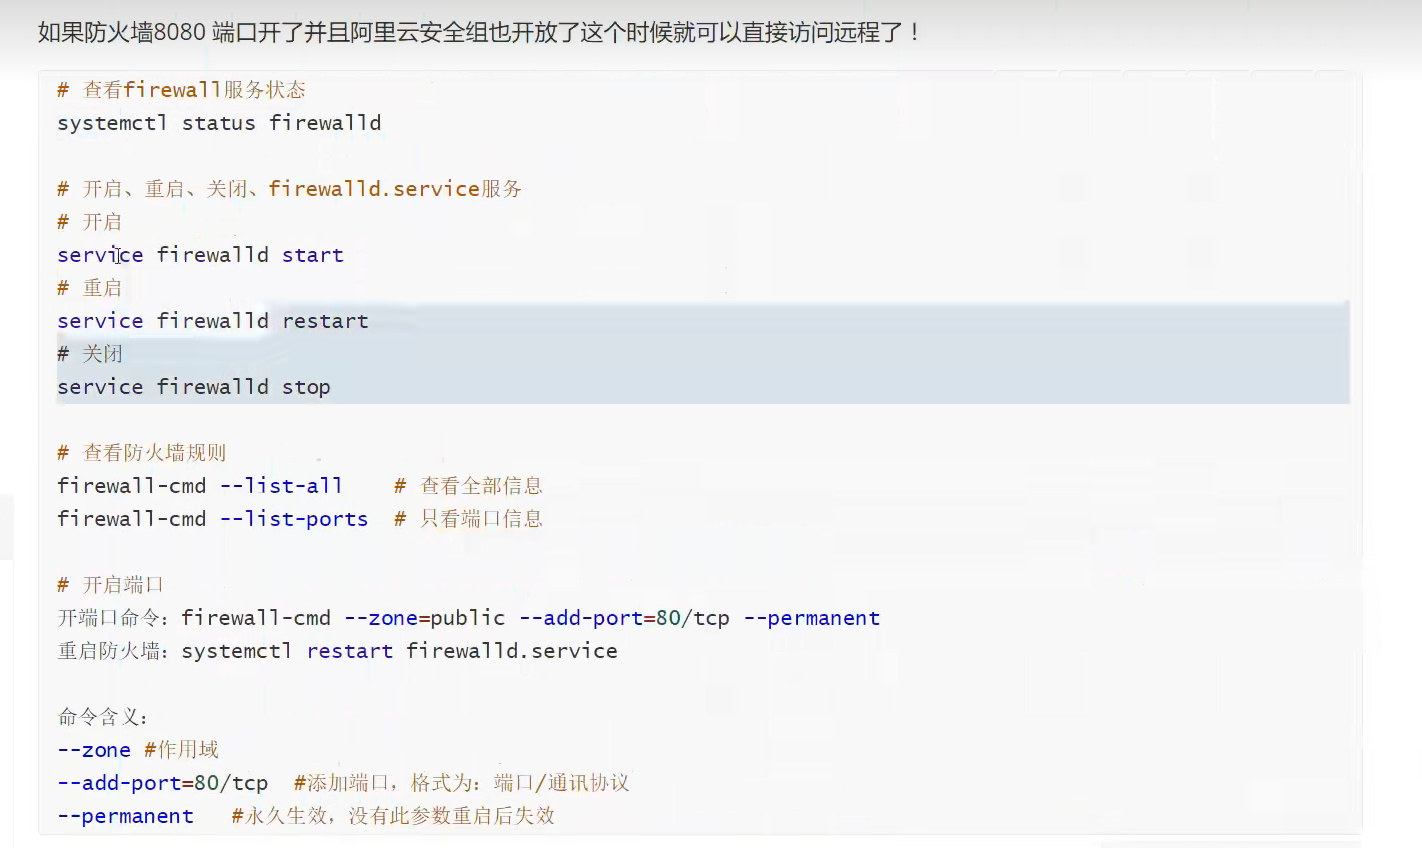 如果防火墙8080 端口开了并且阿里云安全组也开放了这个时候就可以直接访问远程了！
# 查看firewall服务状态
systemctl status firewalld
# 开启、重启、关闭、firewalld.service服务
# 开启
service firewalld start
# 重启
service firewalld restart
# 关闭
service firewalld stop
# 查看防火墙规则
firewall-cmd --list-all    # 查看全部信息
firewall-cmd --list-ports  # 只看端口信息
# 开启端口
开端口命令：firewall-cmd --zone=public --add-port=80/tcp --permanent
重启防火墙：systemctl restart firewalld.service
命令含义：
--zone #作用域
--add-port=80/tcp  #添加端口，格式为：端口/通讯协议
--permanent   #永久生效，没有此参数重启后失效